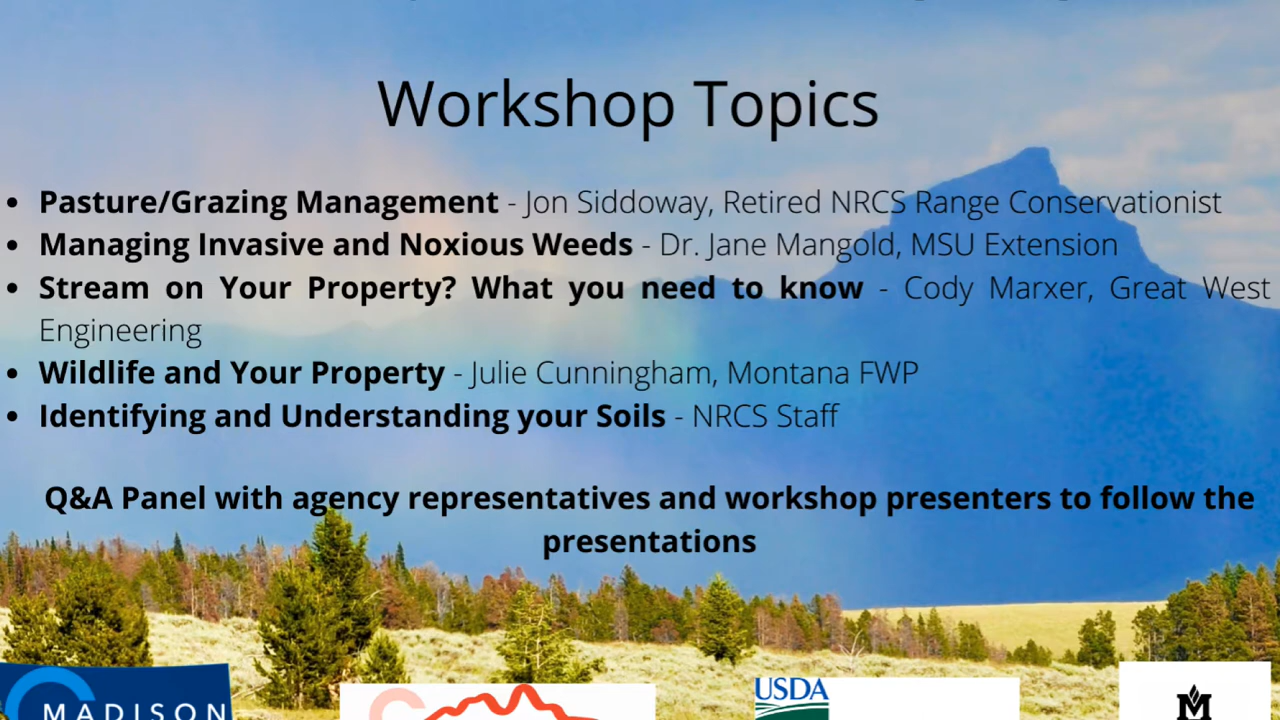 Workshop Topics
• Pasture/Grazing Management - Jon Siddoway, Retired NRCS Range Conservationist
• Managing Invasive and Noxious Weeds - Dr. Jane Mangold, MSU Extension
• Stream on Your Property? What you need to know - Cody Marxer, Great West
Engineering
• Wildlife and Your Property - Julie Cunningham, Montana FWP
• Identifying and Understanding your Soils - NRCS Staff
Q&A Panel with agency representatives and workshop presenters to follow the
presentations
MADISON
USDA
M